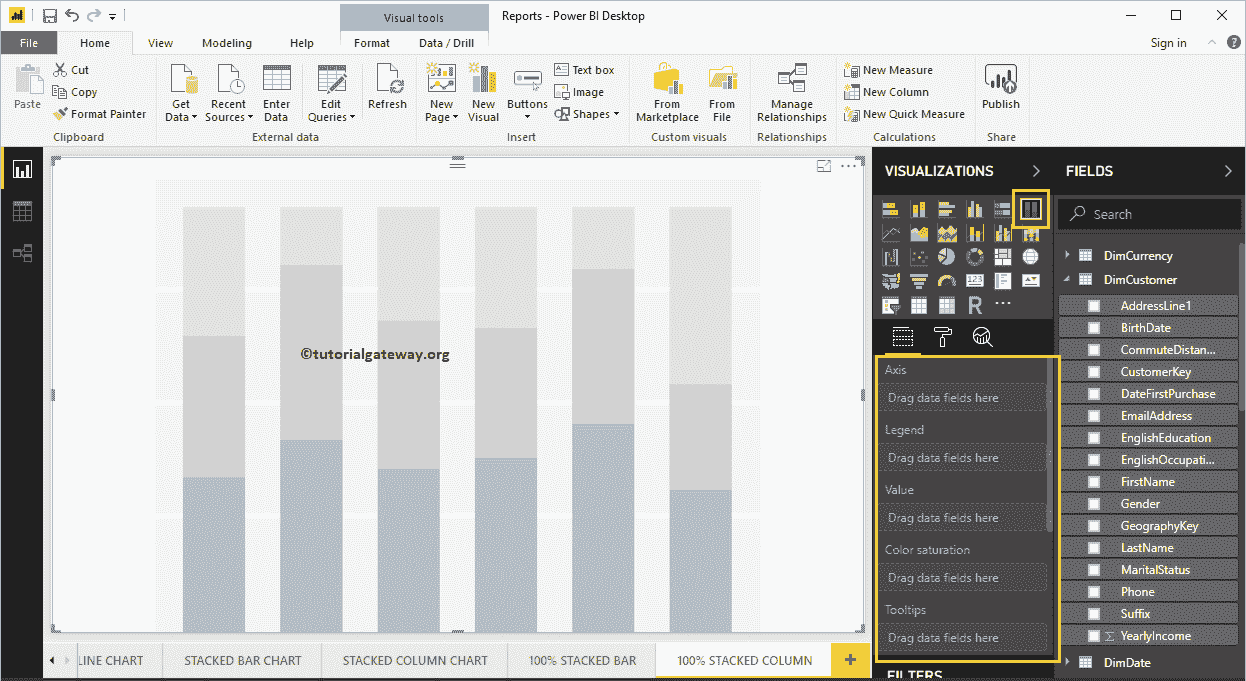 Visual tools
Reports - Power BI Desktop
File
Home
View
Modeling
Help
Format
Data / Drill
Sign in
?
Paste
Cut
Copy
Format Painter
Clipboard
Get
Data
Recent
Sources
Enter
Data
Edit
Queries
External data
Refresh
New
Page
New
Visual
Buttons
Text box
Image
Shapes
Insert
From
Marketplace
From
File
Custom visuals
Manage
Relationships
Relationships
New Measure
New Column
New Quick Measure
Calculations
Publish
Share
©tutorialgateway.org
VISUALIZATIONS
123
R
Axis
Drag data fields here
Legend
Drag data fields here
Value
Drag data fields here
Color saturation
Drag data fields here
Tooltips
Drag data fields here
FILTERS
FIELDS
Search
DimCurrency
DimCustomer
AddressLine1
BirthDate
CommuteDistan...
CustomerKey
DateFirstPurchase
EmailAddress
EnglishEducation
EnglishOccupati...
FirstName
Gender
GeographyKey
LastName
MaritalStatus
Phone
Suffix
Σ YearlyIncome
DimDate
LINE CHART
STACKED BAR CHART
STACKED COLUMN CHART
100% STACKED BAR
100% STACKED COLUMN
+